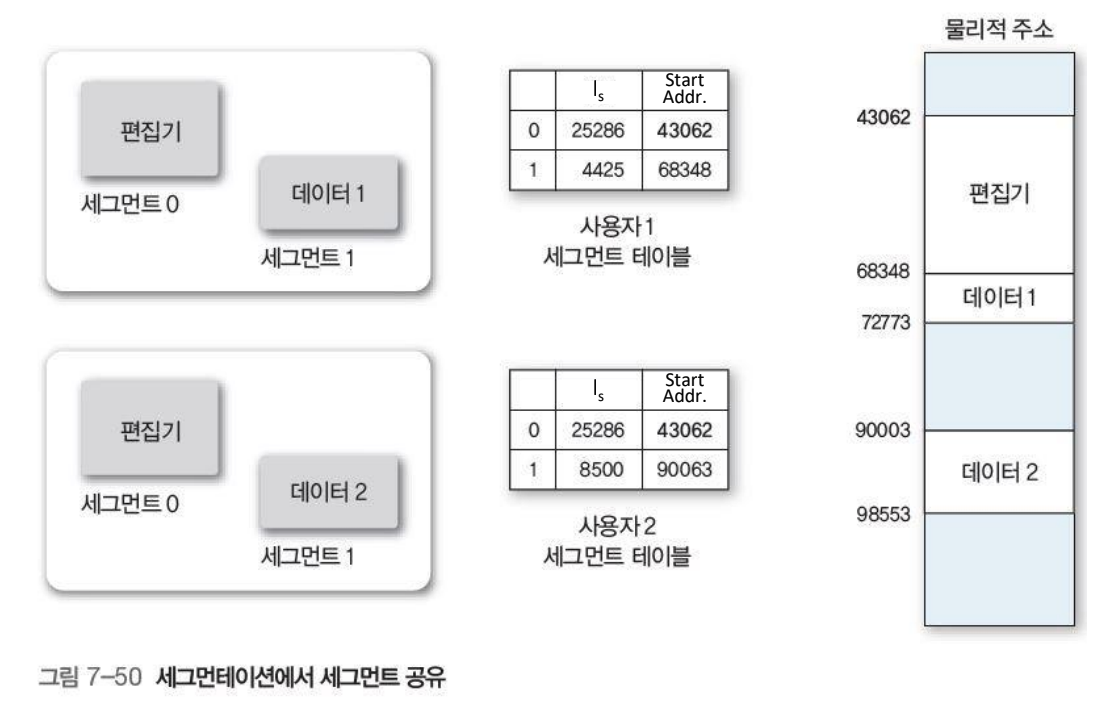 물리적 주소
편집기
세그먼트 0
데이터 1
세그먼트 1
ls Start Addr.
0 25286 43062
1 4425 68348
사용자 1
세그먼트 테이블
43062
편집기
68348
데이터 1
72773
90003
데이터 2
98553
편집기
세그먼트 0
데이터 2
세그먼트 1
ls Start Addr.
0 25286 43062
1 8500 90063
사용자 2
세그먼트 테이블
그림 7-50 세그먼테이션에서 세그먼트 공유